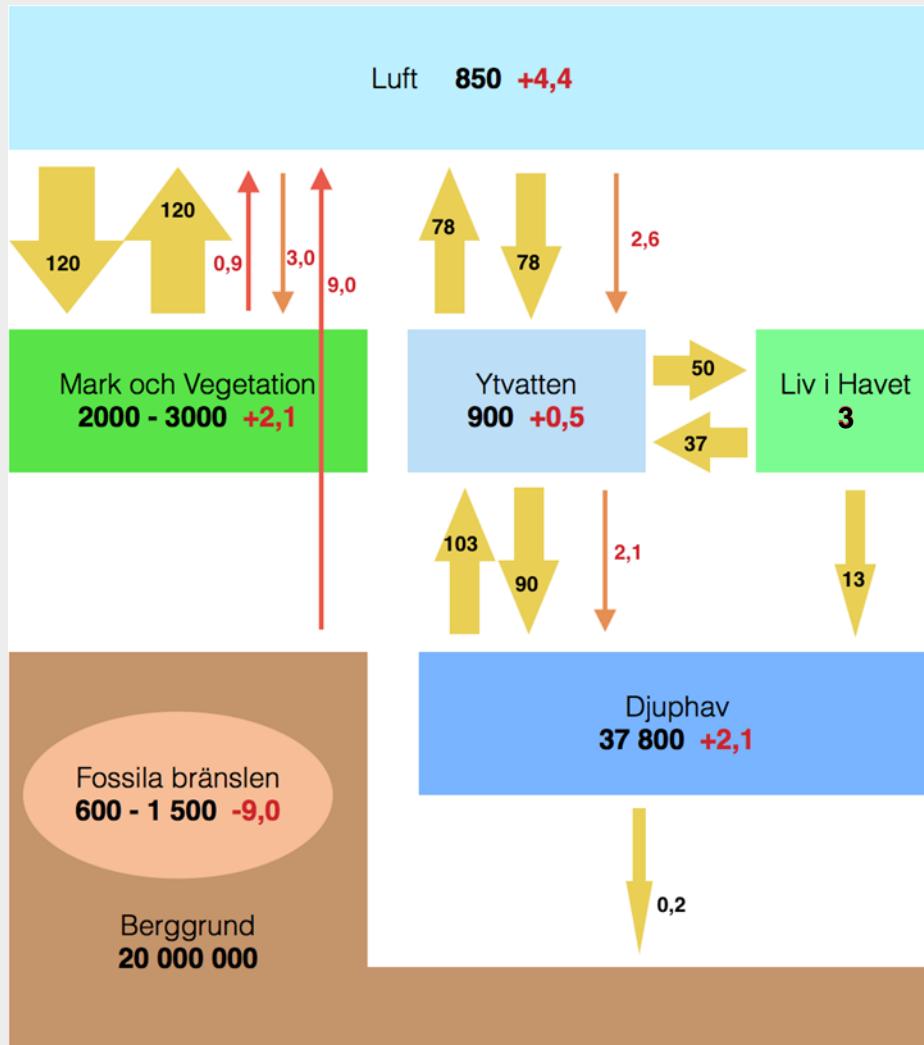 Luft 850 +4,4
120
120
0,9
3,0
9,0
78
78
2,6
Mark och Vegetation
2000 - 3000 +2,1
Ytvatten
900 +0,5
50
37
Liv i Havet
3
103
90
2,1
13
Djuphav
37 800 +2,1
Fossila bränslen
600 - 1 500 -9,0
0,2
Berggrund
20 000 000